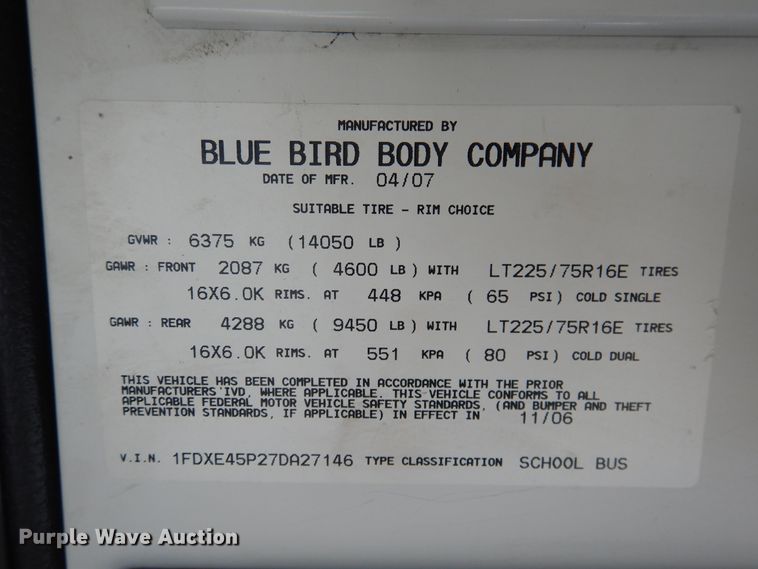 MANUFACTURED BY
BLUE BIRD BODY COMPANY
DATE OF MFR. 04/07
SUITABLE TIRE - RIM CHOICE
GVWR : 6375 KG (14050 LB )
GAWR : FRONT 2087 KG ( 4600 LB ) WITH LT225/75R16E TIRES
16X6.0K RIMS. AT 448 KPA ( 65 PSI ) COLD SINGLE
GAWR : REAR 4288 KG ( 9450 LB ) WITH LT225/75R16E TIRES
16X6.0K RIMS. AT 551 KPA ( 80 PSI ) COLD DUAL
THIS VEHICLE HAS BEEN COMPLETED IN ACCORDANCE WITH THE PRIOR
MANUFACTURERS'IVD, WHERE APPLICABLE. THIS VEHICLE CONFORMS TO ALL
APPLICABLE FEDERAL MOTOR VEHICLE SAFETY STANDARDS, (AND BUMPER AND THEFT
PREVENTION STANDARDS, IF APPLICABLE) IN EFFECT IN 11/06
V.I.N. 1FDXE45P27DA27146 TYPE CLASSIFICATION SCHOOL BUS
Purple Wave Auction